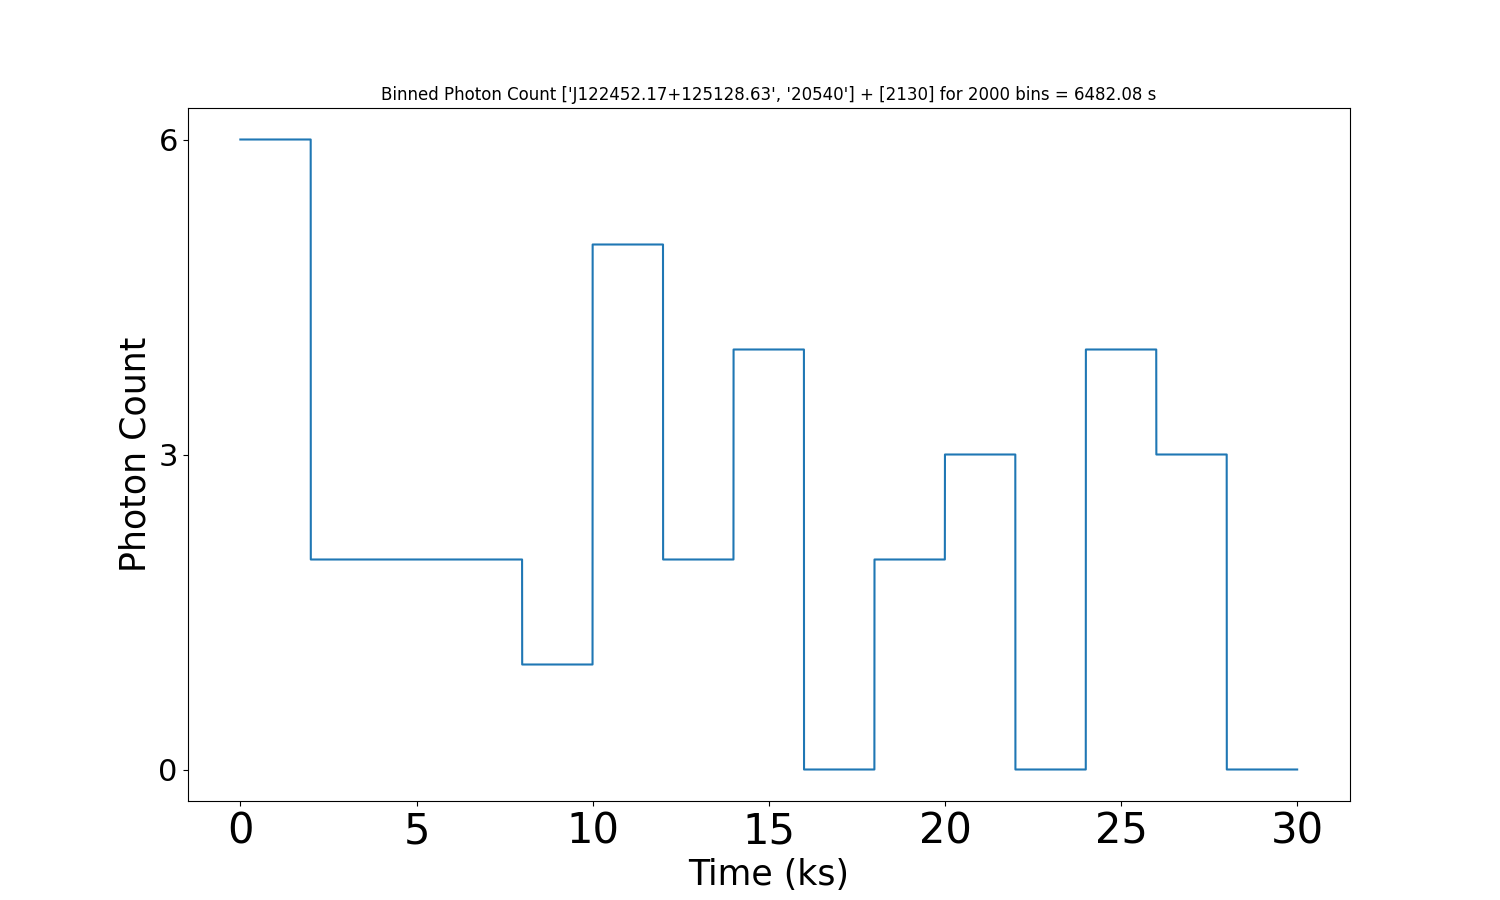 Binned Photon Count ['J122452.17+125128.63', '20540'] + [2130] for 2000 bins = 6482.08 s
6
3
0
Photon Count
0 5 10 15 20 25 30
Time (ks)